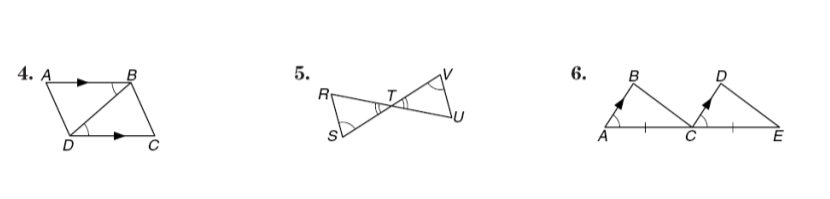 4. A B
D C
5. R T V
S U
6. B D
A C E